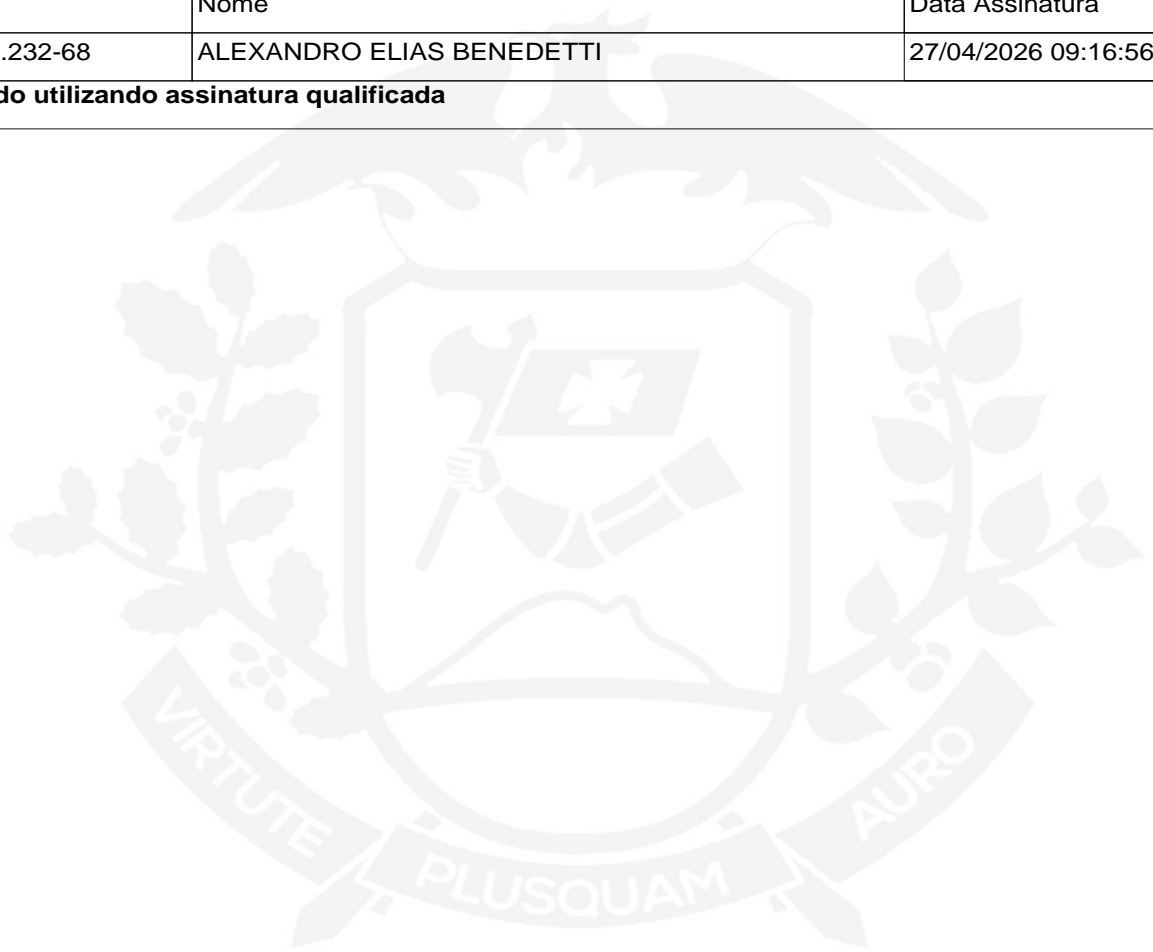 Nome Data Assinatura
.232-68 ALEXANDRO ELIAS BENEDETTI 27/04/2026 09:16:56
do utilizando assinatura qualificada
VIRTUTE PLUSQUAM AURO